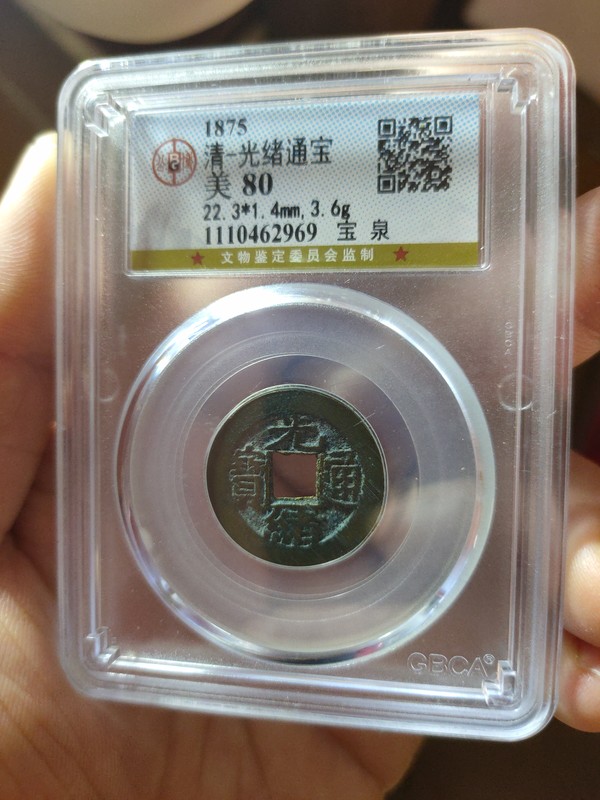 1875
清-光绪通宝
美 80
22.3*1.4mm,3.6g
1110462969 宝 泉
★ 文物鉴定委员会监制 ★
光
寶 通
緒
GBCA®